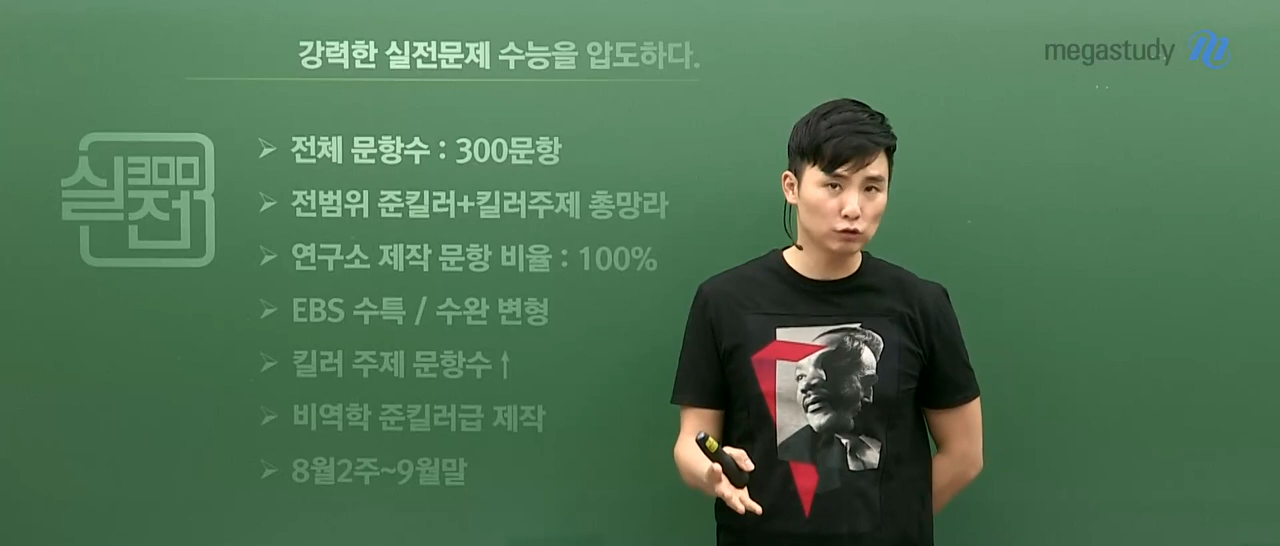 강력한 실전문제 수능을 압도하다.
megastudy M
실전 300
➢ 전체 문항수 : 300문항
➢ 전범위 준킬러+킬러주제 총망라
➢ 연구소 제작 문항 비율 : 100%
➢ EBS 수특 / 수완 변형
➢ 킬러 주제 문항수↑
➢ 비역학 준킬러급 제작
➢ 8월2주~9월말